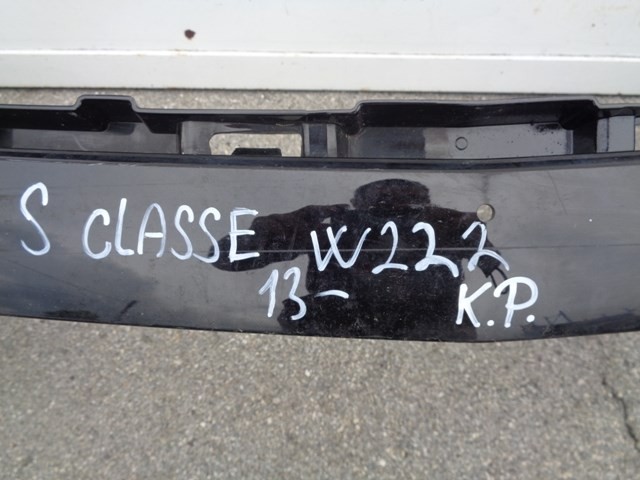 S CLASSE W222
13- K.P.